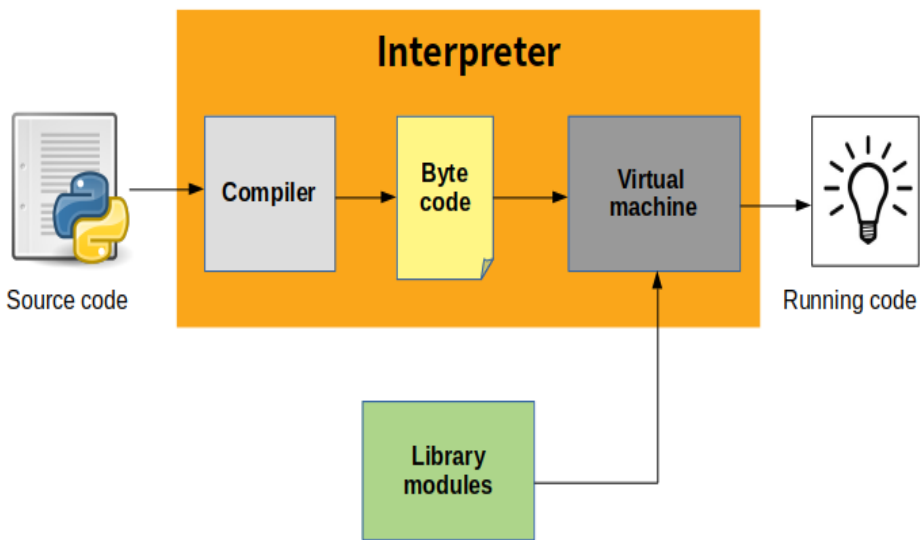 Interpreter
Compiler
Byte
code
Virtual
machine
Source code
Running code
Library
modules